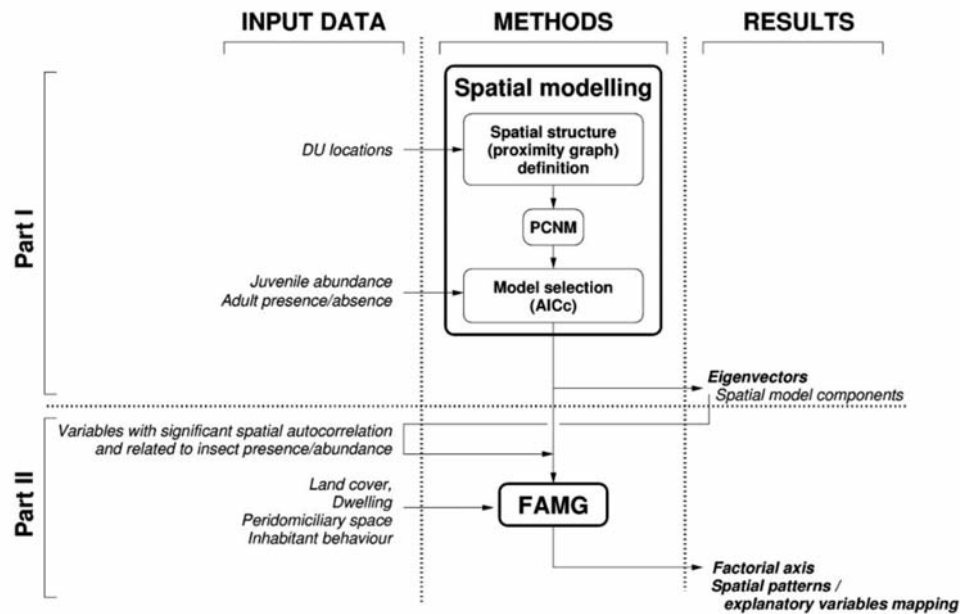 INPUT DATA
METHODS
RESULTS
Part I
Spatial modelling
DU locations
Spatial structure
(proximity graph)
definition
PCNM
Juvenile abundance
Adult presence/absence
Model selection
(AICc)
Eigenvectors
Spatial model components
Part II
Variables with significant spatial autocorrelation
and related to insect presence/abundance
Land cover,
Dwelling
Peridomiciliary space
Inhabitant behaviour
FAMG
Factorial axis
Spatial patterns /
explanatory variables mapping